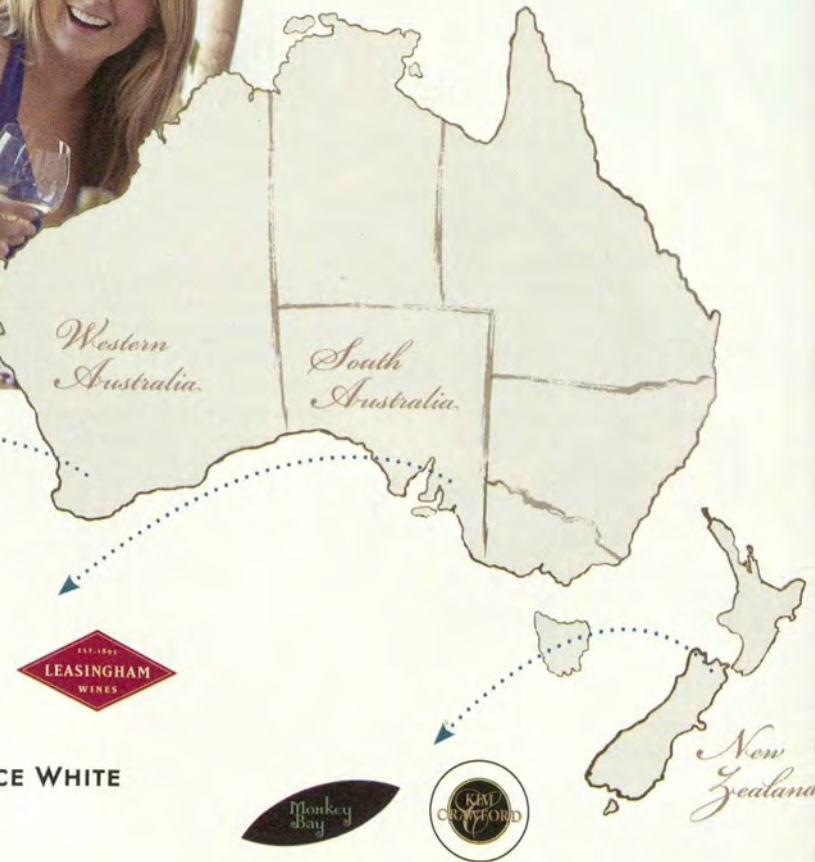 Western
Australia
South
Australia
EST. 1893
LEASINGHAM
WINES
CE WHITE
Monkey
Bay
KIM
CRAWFORD
New
Zealand